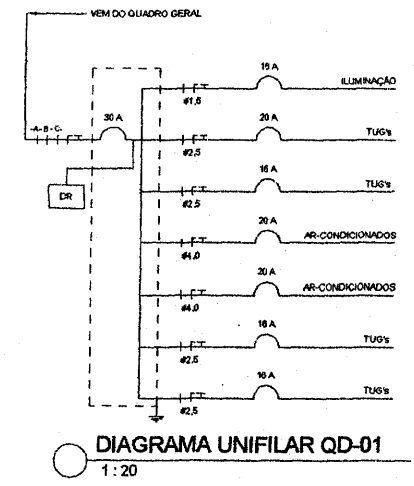 VEM DO QUADRO GERAL
16 A
ILUMINAÇÃO
#1,5
-A-B-C-
30 A
20 A
TUG's
#2,5
DR
16 A
TUG's
#2,5
20 A
AR-CONDICIONADOS
#4,0
20 A
AR-CONDICIONADOS
#4,0
16 A
TUG's
#2,5
16 A
TUG's
#2,5
DIAGRAMA UNIFILAR QD-01
1 : 20